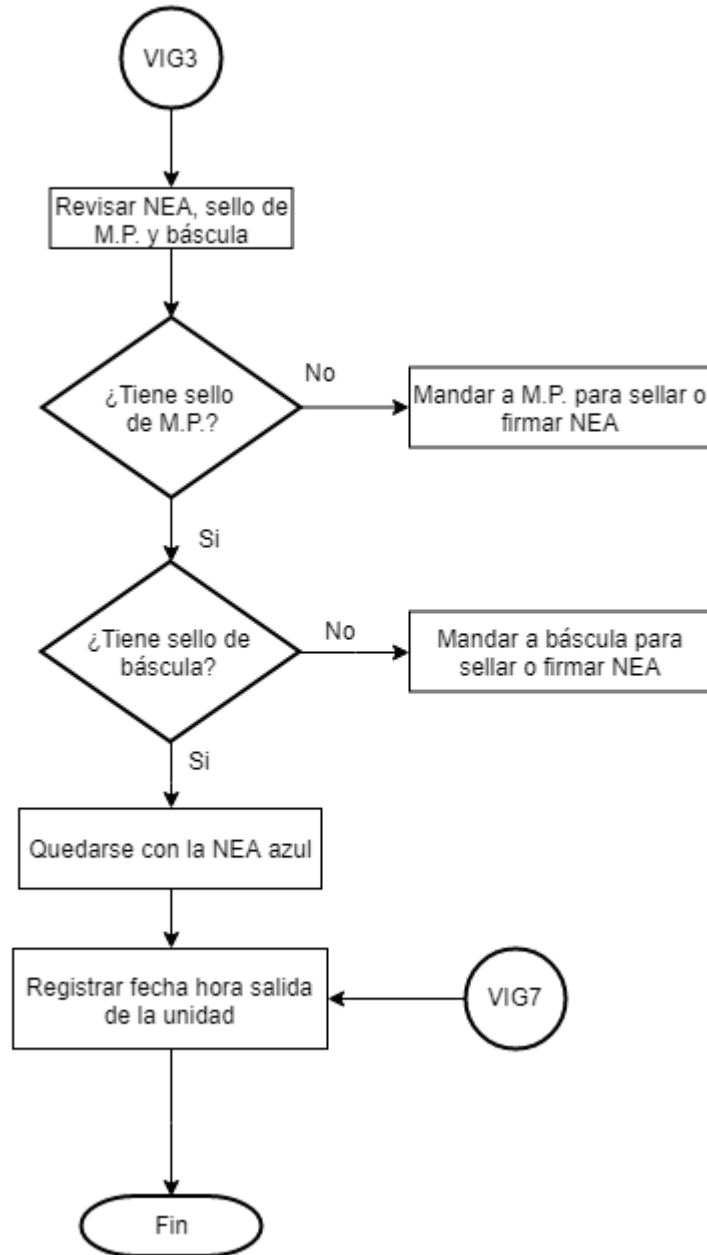 VIG3
Revisar NEA, sello de
M.P. y báscula
¿Tiene sello
de M.P.?
No
Mandar a M.P. para sellar o
firmar NEA
Si
¿Tiene sello de
báscula?
No
Mandar a báscula para
sellar o firmar NEA
Si
Quedarse con la NEA azul
Registrar fecha hora salida
de la unidad
VIG7
Fin